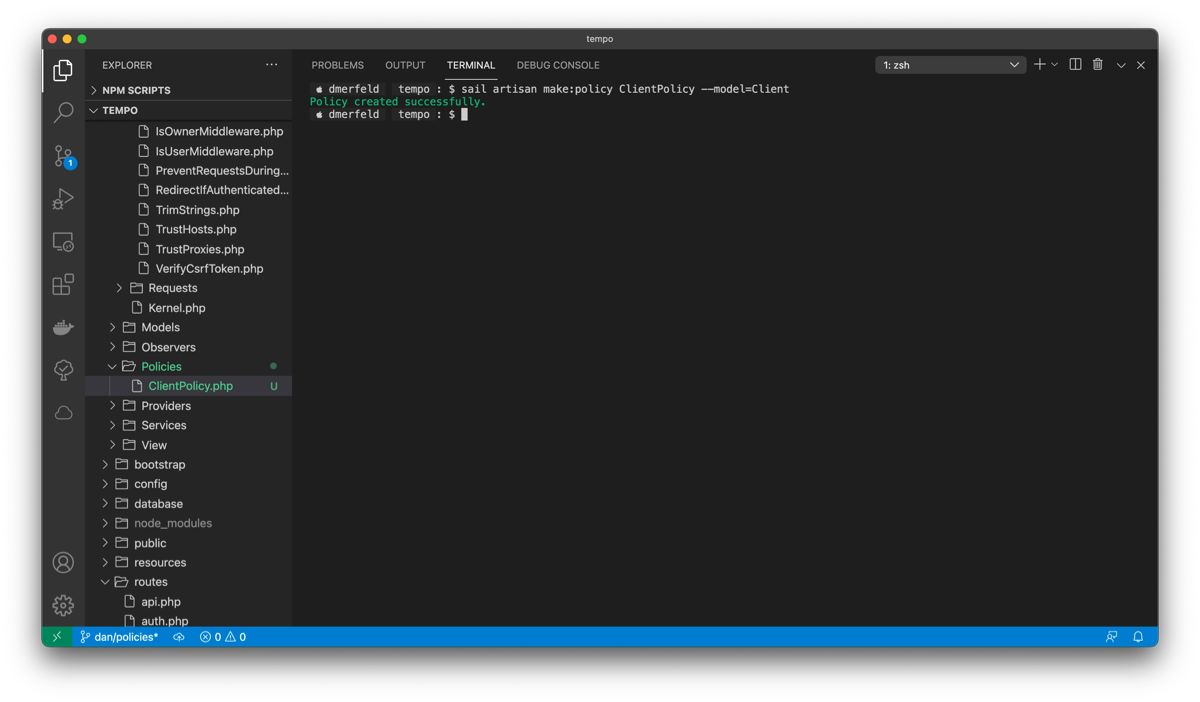 tempo
EXPLORER
PROBLEMS OUTPUT TERMINAL DEBUG CONSOLE
1: zsh
NPM SCRIPTS
TEMPO
IsOwnerMiddleware.php
IsUserMiddleware.php
PreventRequestsDuring...
RedirectIfAuthenticated...
TrimStrings.php
TrustHosts.php
TrustProxies.php
VerifyCsrfToken.php
Requests
Kernel.php
Models
Observers
Policies
ClientPolicy.php U
Providers
Services
View
bootstrap
config
database
node_modules
public
resources
routes
api.php
auth.php
dmerfeld tempo : $ sail artisan make:policy ClientPolicy --model=Client
Policy created successfully.
dmerfeld tempo : $
1
dan/policies* 0 0